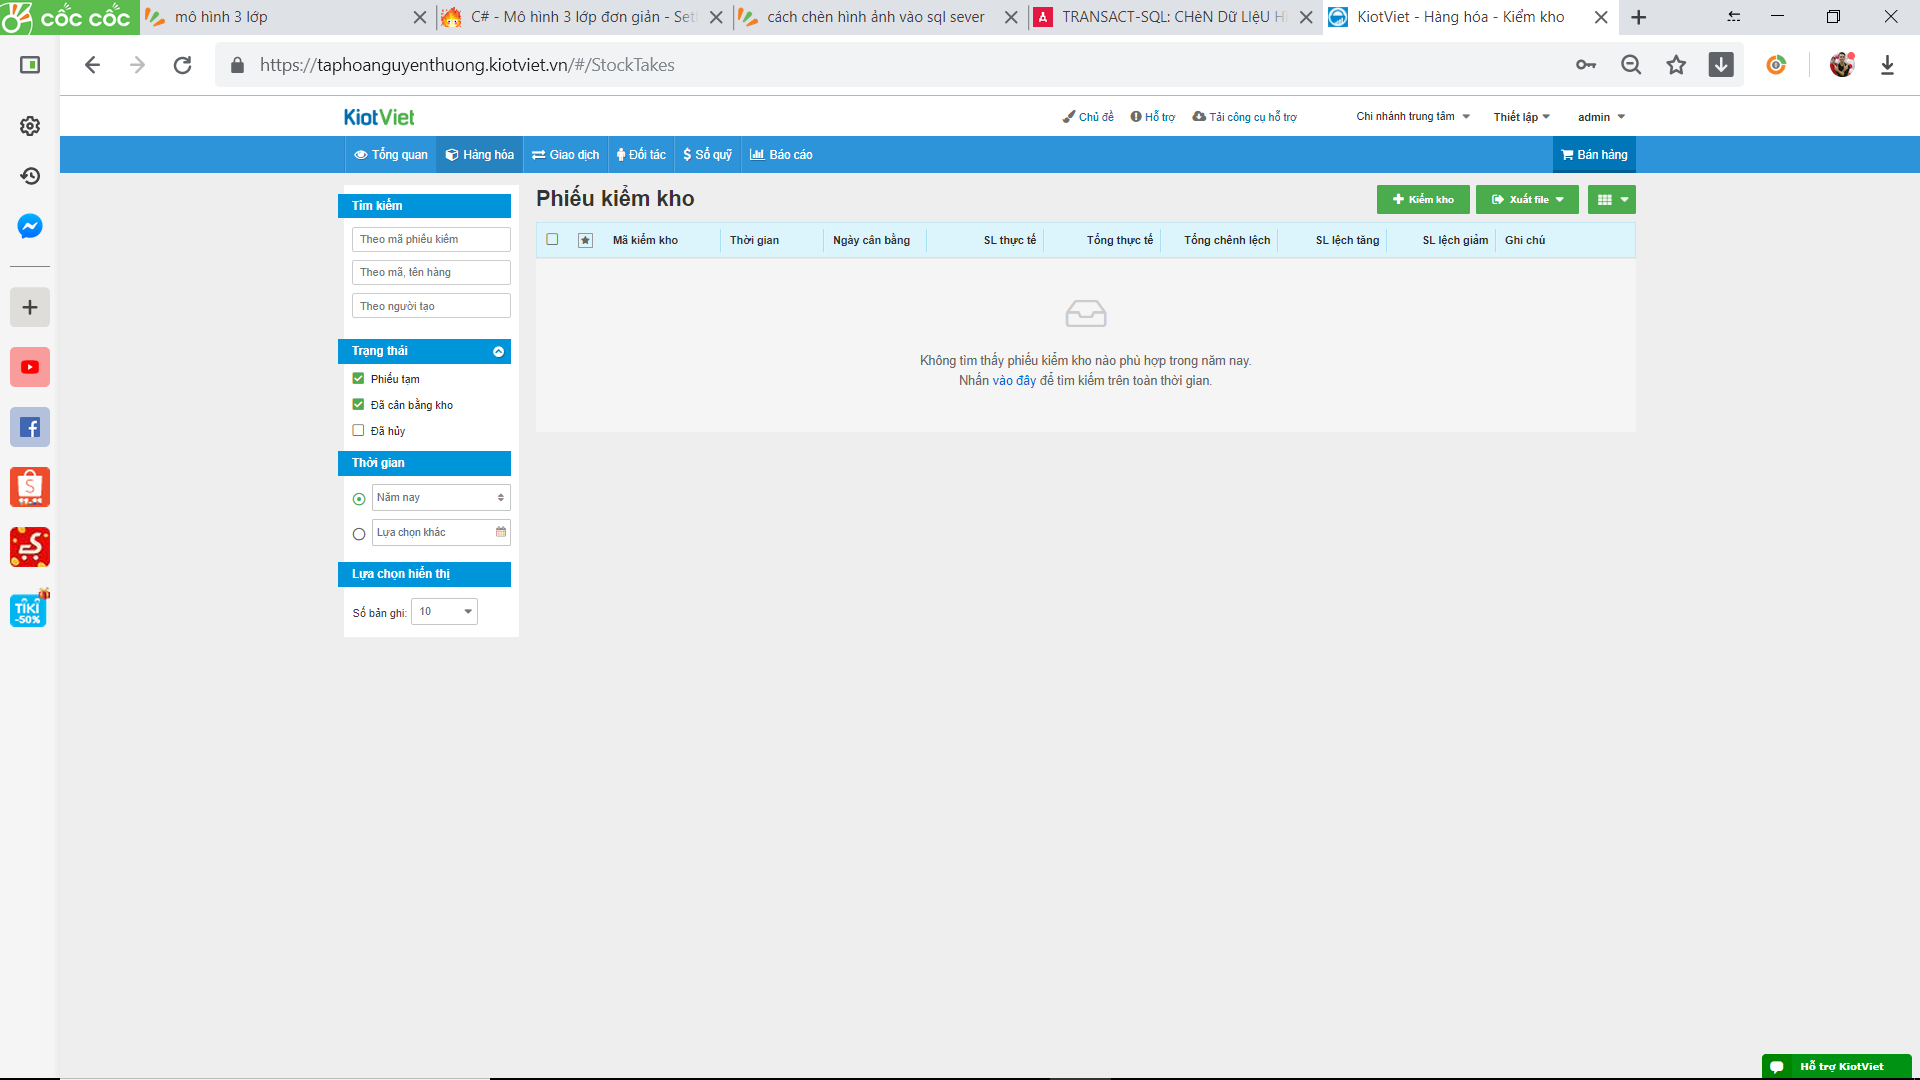 cốc cốc
mô hình 3 lớp
C# - Mô hình 3 lớp đơn giản - Set
cách chèn hình ảnh vào sql sever
TRANSACT-SQL: CHèN Dữ LIệU H
KiotViet - Hàng hóa - Kiểm kho
https://taphoanguyenthuong.kiotviet.vn/#/StockTakes
KiotViet
Chủ đề
Hỗ trợ
Tải công cụ hỗ trợ
Chi nhánh trung tâm
Thiết lập
admin
Tổng quan
Hàng hóa
Giao dịch
Đối tác
$ Sổ quỹ
Báo cáo
Bán hàng
Tìm kiếm
Theo mã phiếu kiểm
Theo mã, tên hàng
Theo người tạo
Trạng thái
Phiếu tạm
Đã cân bằng kho
Đã hủy
Thời gian
Năm nay
Lựa chọn khác
Lựa chọn hiển thị
Số bản ghi: 10
Phiếu kiểm kho
Kiểm kho
Xuất file
Mã kiểm kho
Thời gian
Ngày cân bằng
SL thực tế
Tổng thực tế
Tổng chênh lệch
SL lệch tăng
SL lệch giảm
Ghi chú
Không tìm thấy phiếu kiểm kho nào phù hợp trong năm nay.
Nhấn vào đây để tìm kiếm trên toàn thời gian.
TIKI
-50%
Hỗ trợ KiotViet